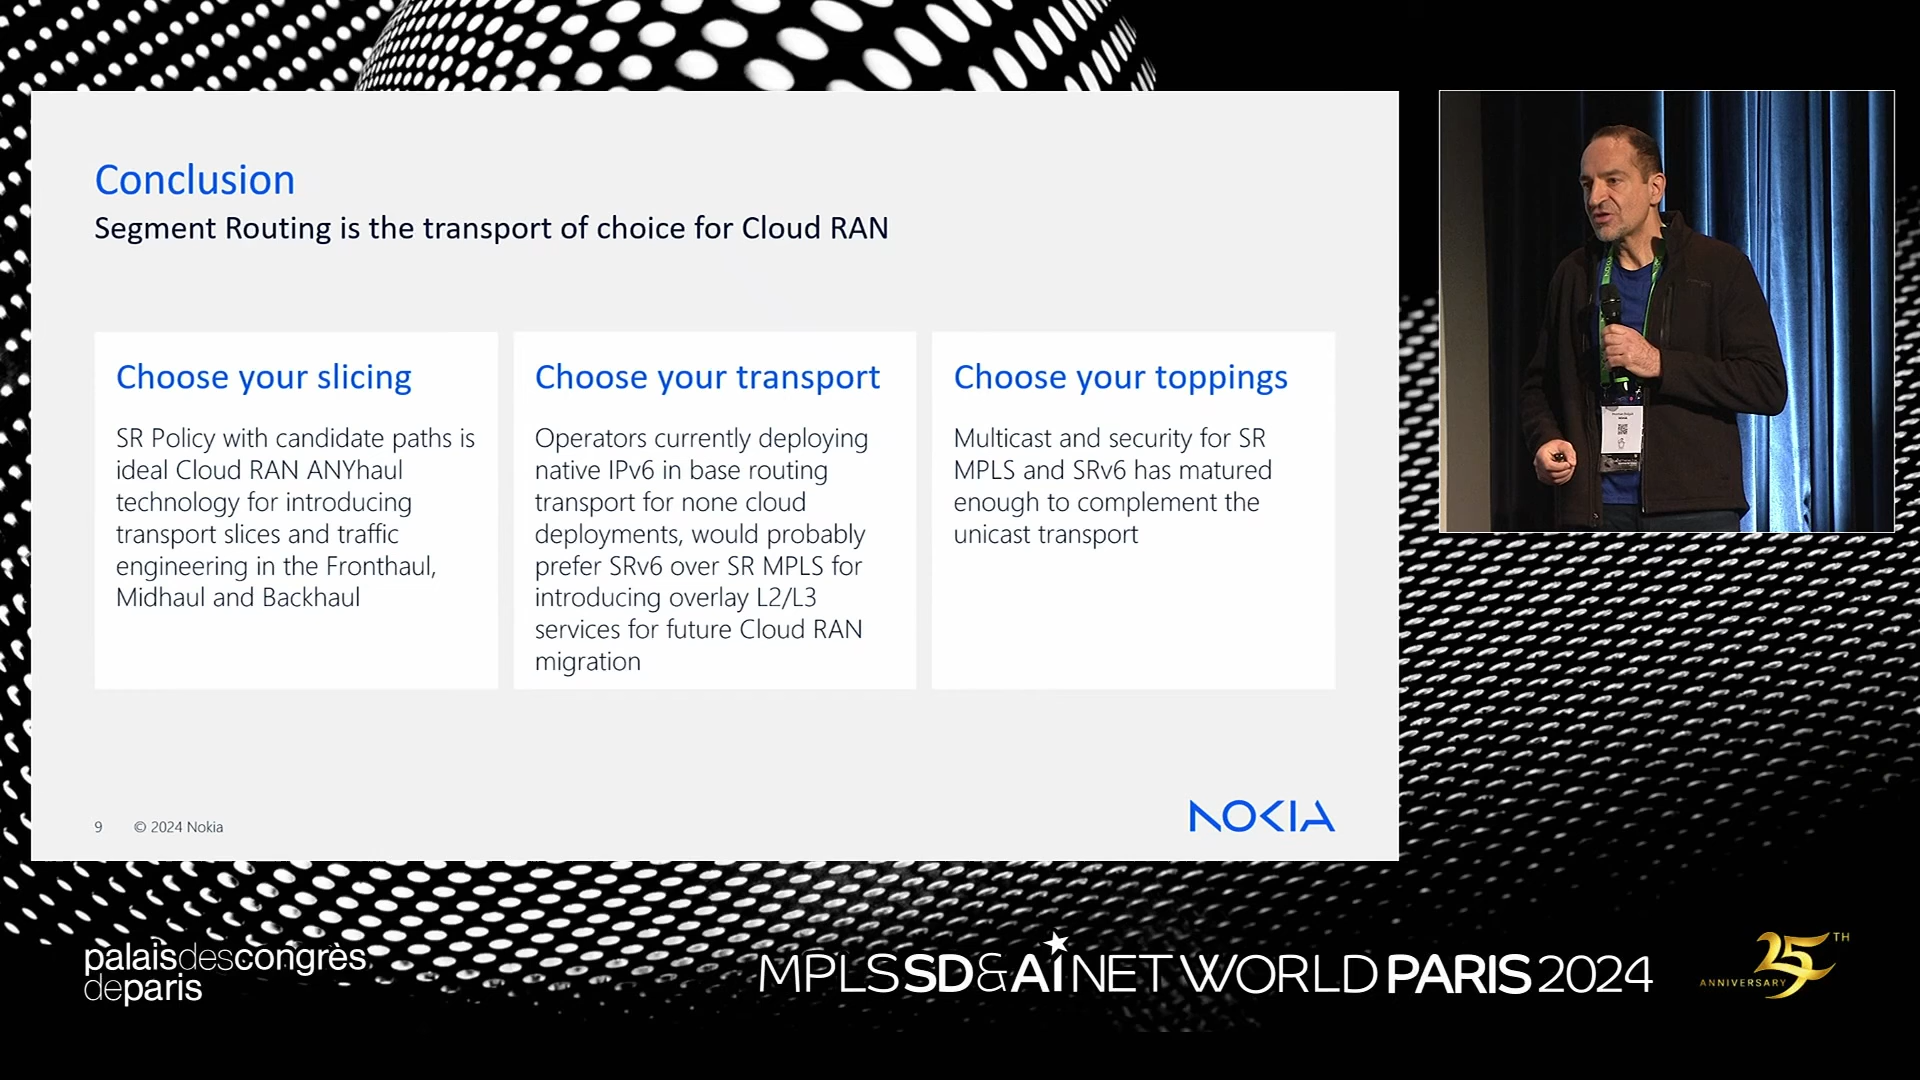 Conclusion
Segment Routing is the transport of choice for Cloud RAN
Choose your slicing
SR Policy with candidate paths is
ideal Cloud RAN ANYhaul
technology for introducing
transport slices and traffic
engineering in the Fronthaul,
Midhaul and Backhaul
Choose your transport
Operators currently deploying
native IPv6 in base routing
transport for none cloud
deployments, would probably
prefer SRv6 over SR MPLS for
introducing overlay L2/L3
services for future Cloud RAN
migration
Choose your toppings
Multicast and security for SR
MPLS and SRv6 has matured
enough to complement the
unicast transport
9 © 2024 Nokia
NOKIA
palaisdescongrès
deparis
MPLS SD & AI NET WORLD PARIS 2024
25TH
ANNIVERSARY